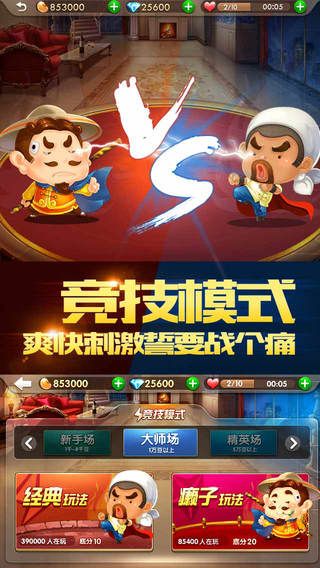 853000
25600
2/10
00:05
VS
竞技模式
爽快刺激誓要战个痛
853000
25600
2/10
00:05
竞技模式
新手场
大师场
1万豆以上
精英场
经典玩法
390000 人在玩 底分10
癞子玩法
85400 人在玩 底分20